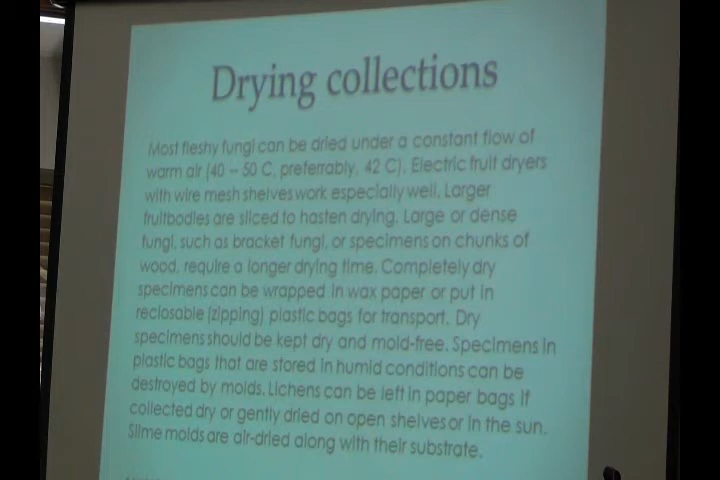 Drying collections
Most fleshy fungi can be dried under a constant flow of
warm air (40 – 50 C, preferrably, 42 C). Electric fruit dryers
with wire mesh shelves work especially well. Larger
fruitbodies are sliced to hasten drying. Large or dense
fungi, such as bracket fungi, or specimens on chunks of
wood, require a longer drying time. Completely dry
specimens can be wrapped in wax paper or put in
reclosable (zipping) plastic bags for transport. Dry
specimens should be kept dry and mold-free. Specimens in
plastic bags that are stored in humid conditions can be
destroyed by molds. Lichens can be left in paper bags if
collected dry or gently dried on open shelves or in the sun.
Slime molds are air-dried along with their substrate.